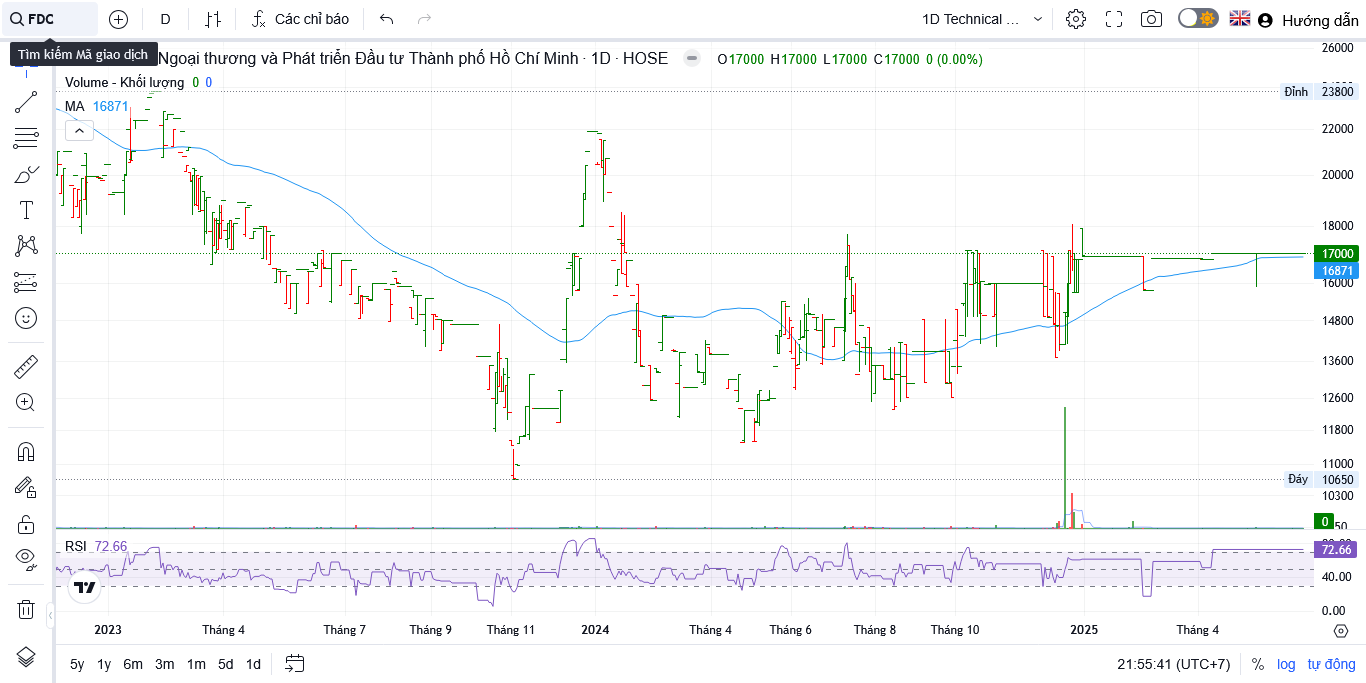 FDC
D
Các chỉ báo
1D Technical ...
Hướng dẫn
Tìm kiếm Mã giao dịch
Ngoại thương và Phát triển Đầu tư Thành phố Hồ Chí Minh · 1D · HOSE
O17000 H17000 L17000 C17000 0 (0.00%)
Volume - Khối lượng 0 0
MA 16871
26000
Đỉnh 23800
22000
20000
18000
17000
16871
16000
14800
13600
12600
11800
11000
Đáy 10650
10300
0
RSI 72.66
72.66
40.00
0.00
2023 Tháng 4 Tháng 7 Tháng 9 Tháng 11 2024 Tháng 4 Tháng 6 Tháng 8 Tháng 10 2025 Tháng 4
5y 1y 6m 3m 1m 5d 1d
21:55:41 (UTC+7) % log tự động